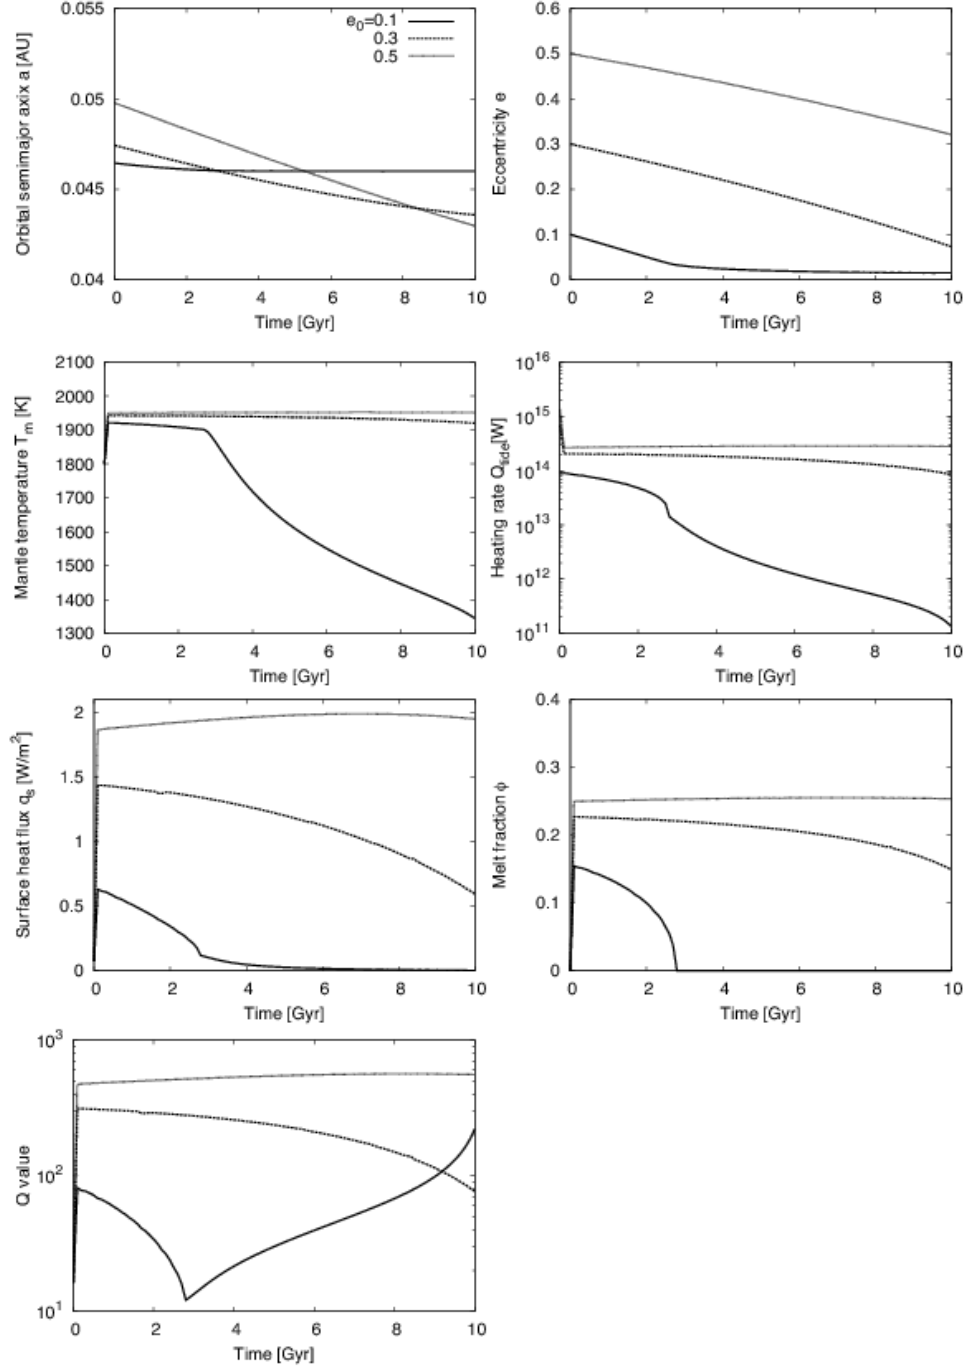 0.055
e0=0.1
0.3
0.5
0.05
0.045
0.04
0 2 4 6 8 10
Time [Gyr]
Orbital semimajor axix a [AU]
0.6
0.5
0.4
0.3
0.2
0.1
0
0 2 4 6 8 10
Time [Gyr]
Eccentricity e
2100
2000
1900
1800
1700
1600
1500
1400
1300
0 2 4 6 8 10
Time [Gyr]
Mantle temperature Tm [K]
10^16
10^15
10^14
10^13
10^12
10^11
0 2 4 6 8 10
Time [Gyr]
Heating rate Qtide[W]
2
1.5
1
0.5
0
0 2 4 6 8 10
Time [Gyr]
Surface heat flux qs [W/m^2]
0.4
0.3
0.2
0.1
0
0 2 4 6 8 10
Time [Gyr]
Melt fraction ϕ
10^3
10^2
10^1
0 2 4 6 8 10
Time [Gyr]
Q value